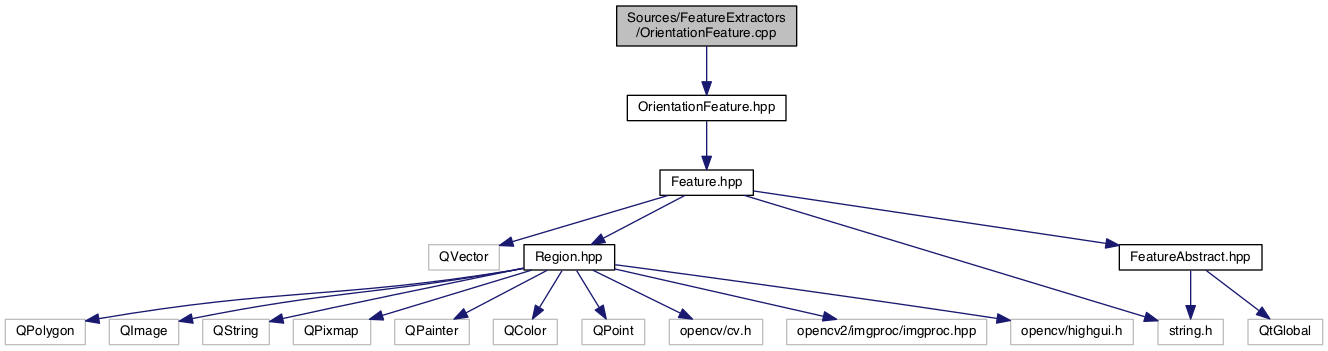 Sources/FeatureExtractors
/OrientationFeature.cpp
OrientationFeature.hpp
Feature.hpp
QVector
Region.hpp
FeatureAbstract.hpp
QPolygon
QImage
QString
QPixmap
QPainter
QColor
QPoint
opencv/cv.h
opencv2/imgproc/imgproc.hpp
opencv/highgui.h
string.h
QtGlobal